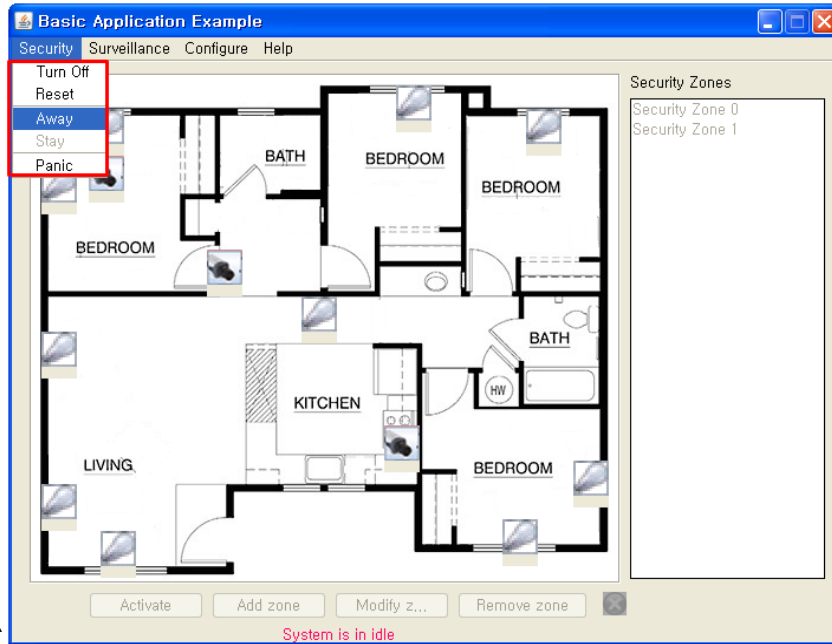 Basic Application Example
Security Surveillance Configure Help
Turn Off
Reset
Away
Stay
Panic
Security Zones
Security Zone 0
Security Zone 1
BATH
BEDROOM
BEDROOM
BEDROOM
BATH
HW
KITCHEN
LIVING
BEDROOM
Activate Add zone Modify z... Remove zone
System is in idle